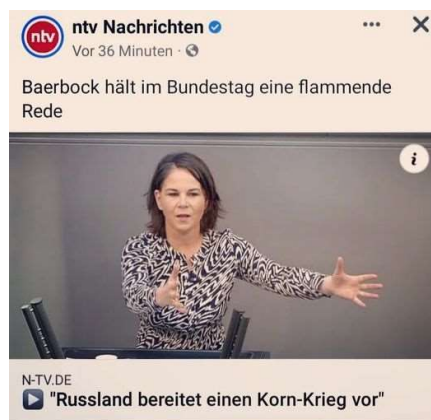 ntv
ntv Nachrichten
Vor 36 Minuten ·
Baerbock hält im Bundestag eine flammende
Rede
i
N-TV.DE
"Russland bereitet einen Korn-Krieg vor"